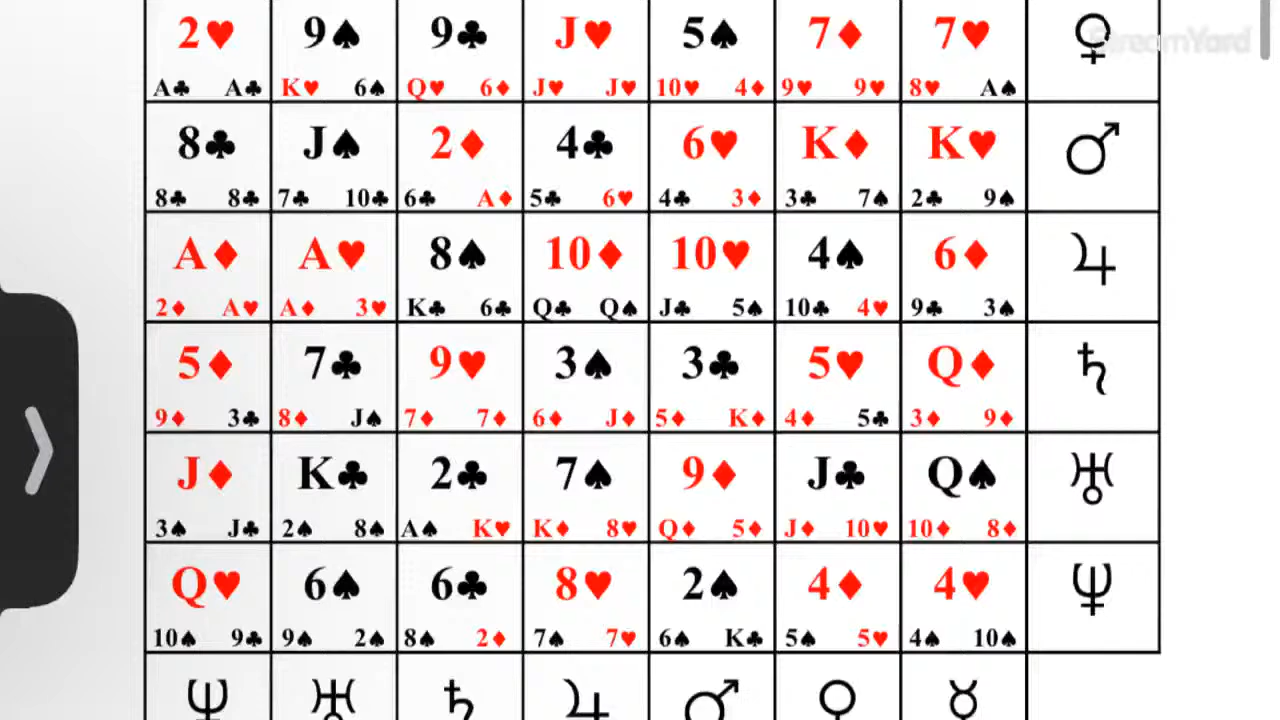 2♥ 9♠ 9♣ J♥ 5♠ 7♦ 7♥ ♀ StreamYard
A♣ A♣ K♥ 6♠ Q♥ 6♦ J♥ J♥ 10♥ 4♦ 9♥ 9♥ 8♥ A♠
8♣ J♠ 2♦ 4♣ 6♥ K♦ K♥ ♂
8♣ 8♣ 7♣ 10♣ 6♣ A♦ 5♣ 6♥ 4♣ 3♦ 3♣ 7♠ 2♣ 9♠
A♦ A♥ 8♠ 10♦ 10♥ 4♠ 6♦ ♃
2♦ A♥ A♦ 3♥ K♣ 6♣ Q♣ Q♠ J♣ 5♠ 10♣ 4♥ 9♣ 3♠
5♦ 7♣ 9♥ 3♠ 3♣ 5♥ Q♦ ♄
9♦ 3♣ 8♦ J♠ 7♦ 7♦ 6♦ J♦ 5♦ K♦ 4♦ 5♣ 3♦ 9♦
J♦ K♣ 2♣ 7♠ 9♦ J♣ Q♠ ♅
3♠ J♣ 2♠ 8♠ A♠ K♥ K♦ 8♥ Q♦ 5♦ J♦ 10♥ 10♦ 8♦
Q♥ 6♠ 6♣ 8♥ 2♠ 4♦ 4♥ ♆
10♠ 9♣ 9♠ 2♠ 8♠ 2♦ 7♠ 7♥ 6♠ K♣ 5♠ 5♥ 4♠ 10♠
♆ ♅ ♄ ♃ ♂ ♀ ☿